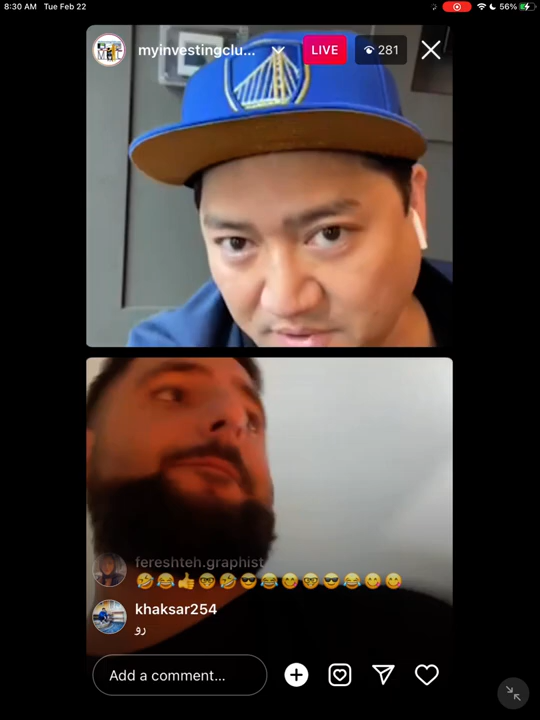 8:30 AM Tue Feb 22
56%
myinvestingclu...
LIVE
281
fereshteh.graphist
🤣😂👍🤓🤣😎😂😋🤓😎😂😋😋
khaksar254
رو
Add a comment...